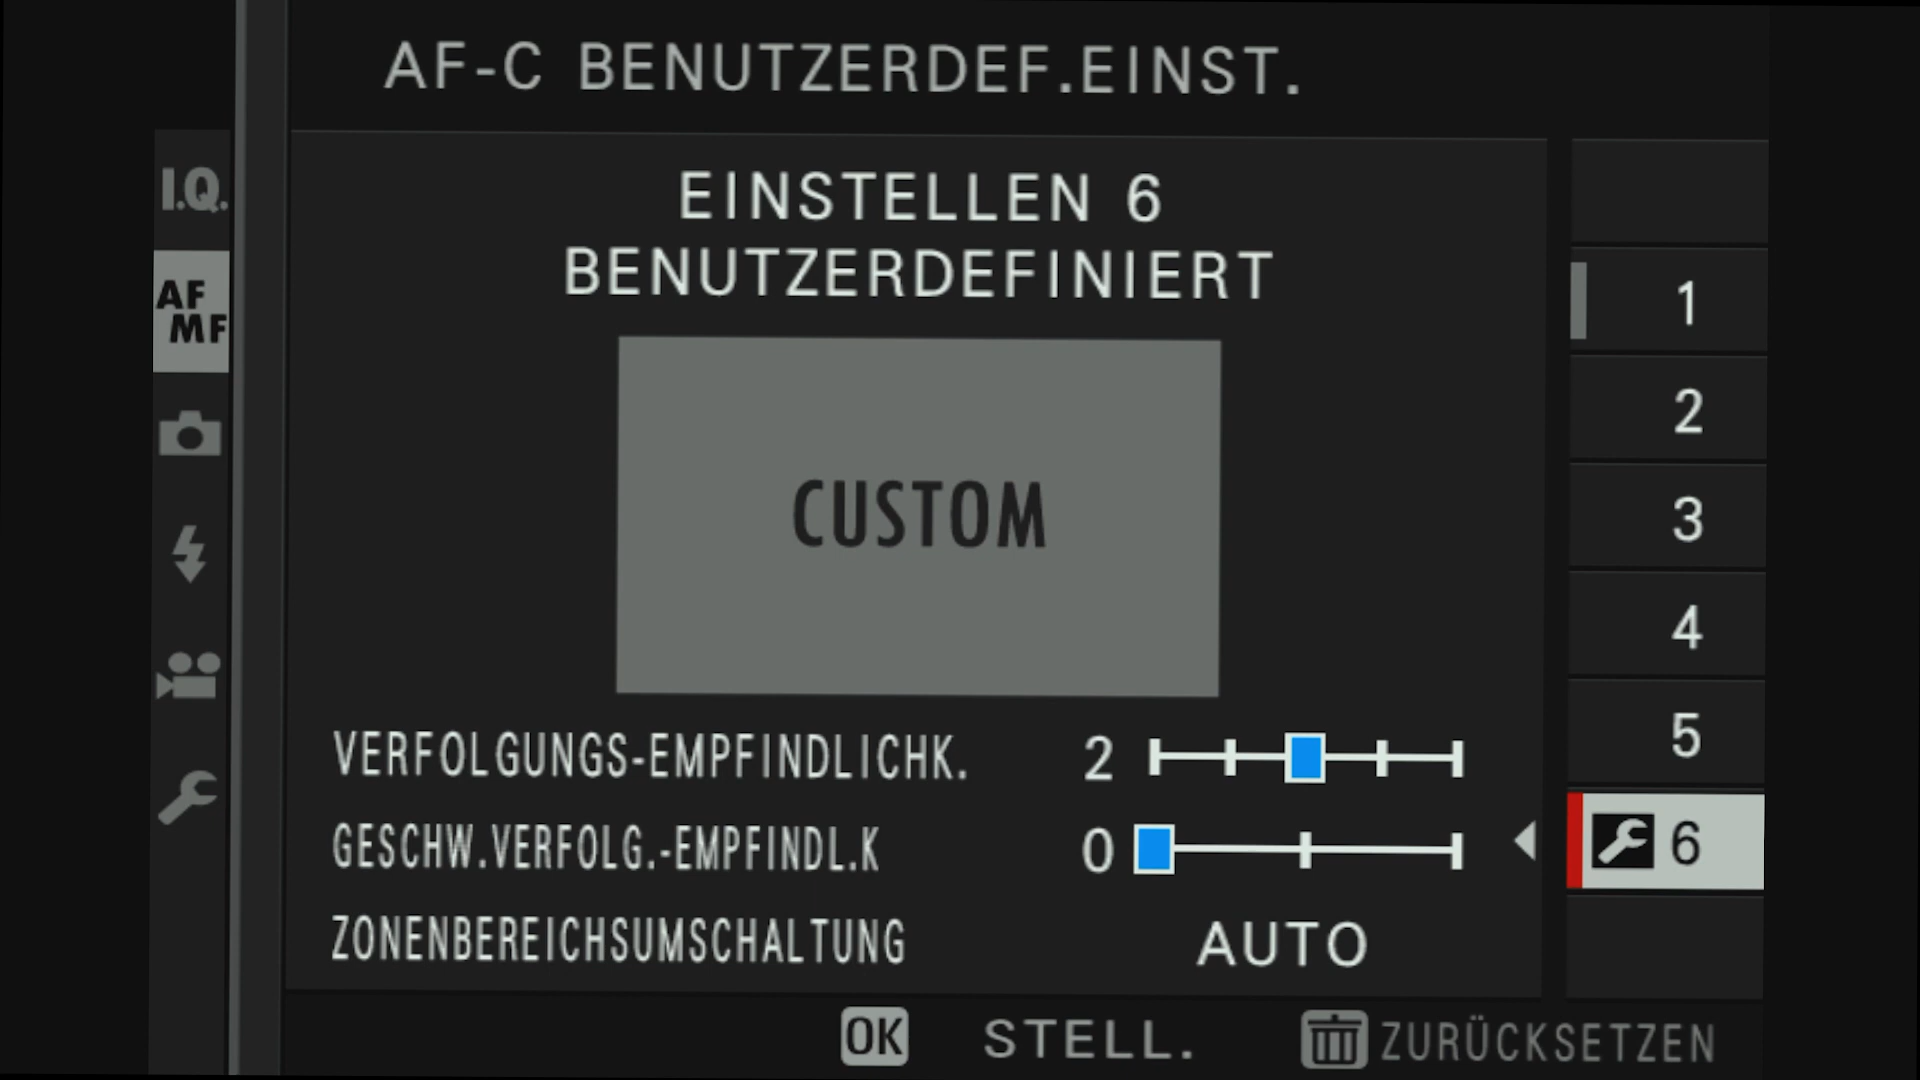 AF-C BENUTZERDEF.EINST.
I.Q.
AF
MF
EINSTELLEN 6
BENUTZERDEFINIERT
CUSTOM
VERFOLGUNGS-EMPFINDLICHK. 2
GESCHW.VERFOLG.-EMPFINDL.K 0
ZONENBEREICHSUMSCHALTUNG AUTO
1
2
3
4
5
6
OK STELL. ZURÜCKSETZEN